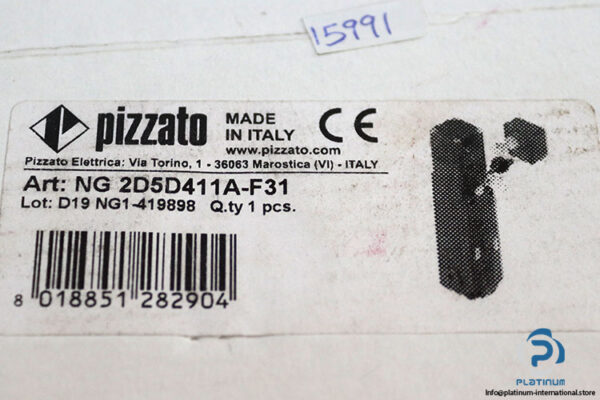 15991
pizzato
MADE
IN ITALY
CE
www.pizzato.com
Pizzato Elettrica: Via Torino, 1 - 36063 Marostica (VI) - ITALY
Art: NG 2D5D411A-F31
Lot: D19 NG1-419898 Q.ty 1 pcs.
8 018851 282904
PLATINUM
Info@platinum-international.store